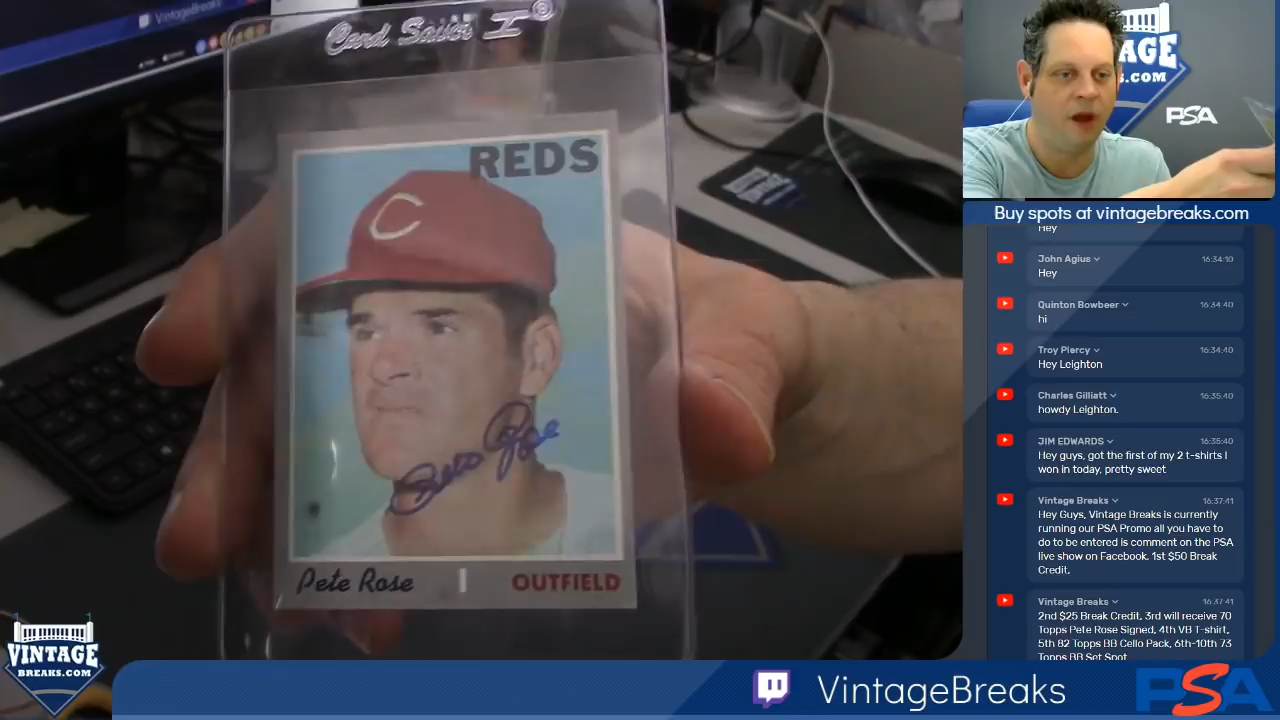 VintageBreaks
Card Saver I®
REDS
C
Pete Rose
Pete Rose
OUTFIELD
VINTAGE
BREAKS.COM
VintageBreaks
PSA
TAGE
S.COM
PSA
Buy spots at vintagebreaks.com
Hey
John Agius
16:34:10
Hey
Quinton Bowbeer
16:34:40
hi
Troy Piercy
16:34:40
Hey Leighton
Charles Gilliatt
16:35:40
howdy Leighton.
JIM EDWARDS
16:35:40
Hey guys, got the first of my 2 t-shirts I
won in today. pretty sweet
Vintage Breaks
16:37:41
Hey Guys, Vintage Breaks is currently
running our PSA Promo all you have to
do to be entered is comment on the PSA
live show on Facebook. 1st $50 Break
Credit.
Vintage Breaks
16:37:41
2nd $25 Break Credit, 3rd will receive 70
Topps Pete Rose Signed, 4th VB T-shirt,
5th 82 Topps BB Cello Pack, 6th-10th 73
Topps BB Set Spot